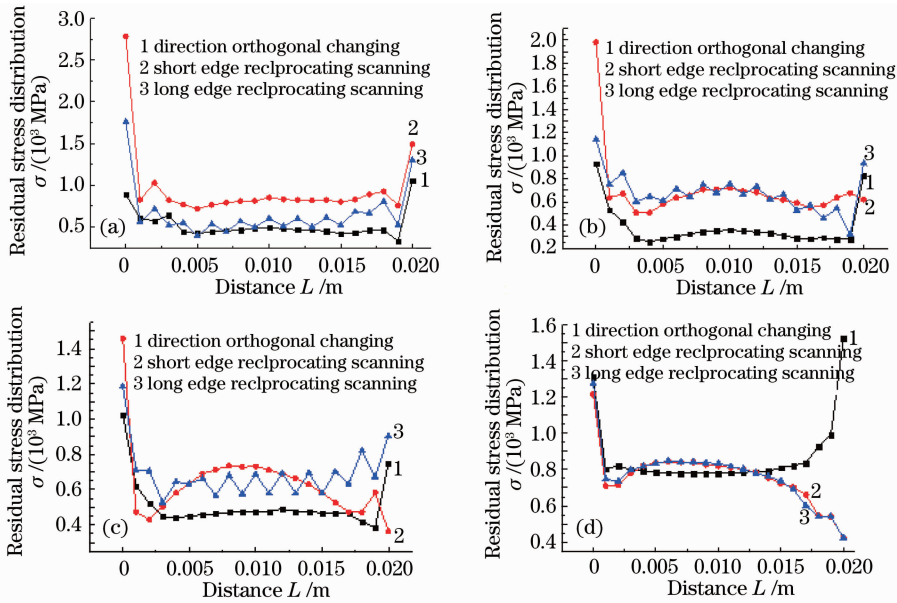 Residual stress distribution
σ /(10³ MPa)
3.0
2.5
1.5
1.0
0.5
1 direction orthogonal changing
2 short edge reclprocating scanning
3 long edge reclprocating scanning
2
3
1
(a)
0
0.005
0.010
0.015
0.020
Distance L /m
Residual stress distribution
σ /(10³ MPa)
2.0
1.8
1.6
1.4
1.2
1.0
0.8
0.6
0.4
0.2
1 direction orthogonal changing
2 short edge reclprocating scanning
3 long edge reclprocating scanning
3
1
2
(b)
0
0.005
0.010
0.015
0.020
Distance L /m
Residual stress distribution
σ /(10³ MPa)
1.4
1.2
1.0
0.8
0.6
0.4
1 direction orthogonal changing
2 short edge reclprocating scanning
3 long edge reclprocating scanning
3
1
2
(c)
0
0.005
0.010
0.015
0.020
Distance L /m
Residual stress distribution
σ /(10³ MPa)
1.6
1.4
1.2
1.0
0.8
0.6
0.4
1 direction orthogonal changing
2 short edge reclprocating scanning
3 long edge reclprocating scanning
1
2
3
(d)
0
0.005
0.010
0.015
0.020
Distance L /m